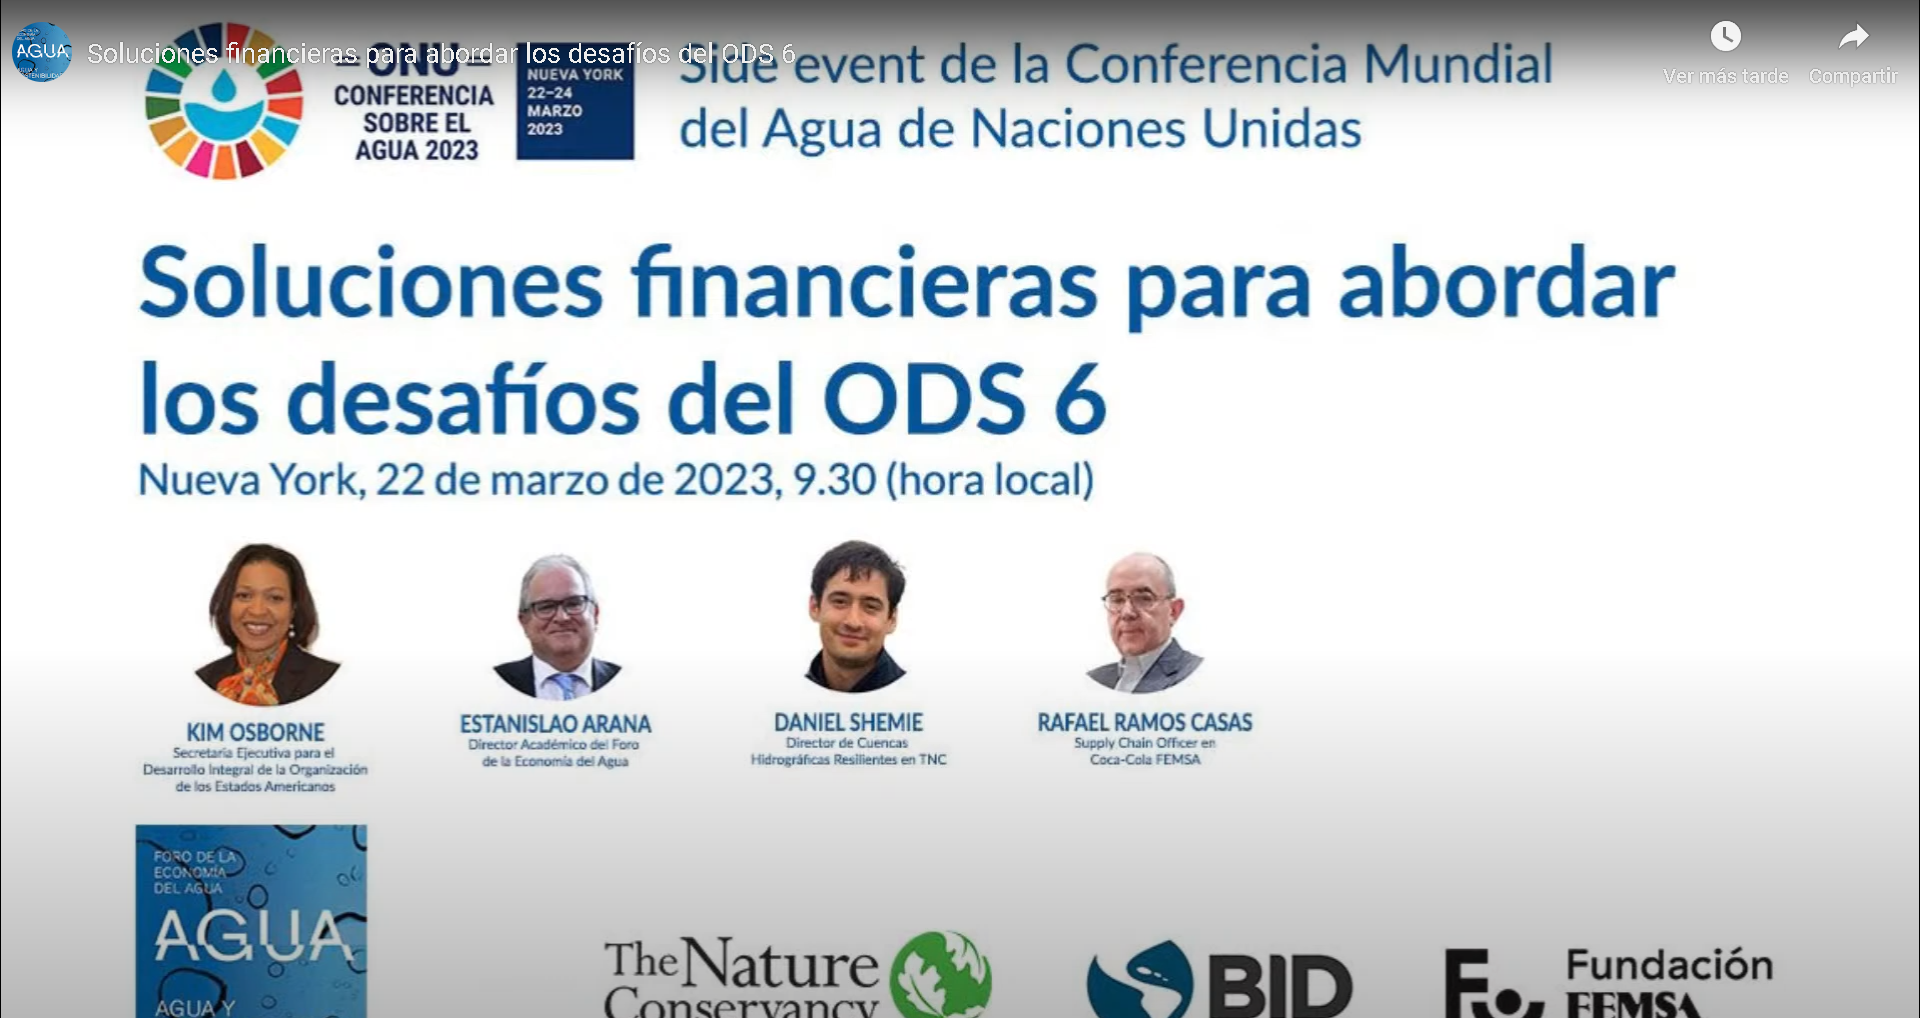 AGUA
Soluciones financieras para abordar los desafíos del ODS 6
Ver más tarde
Compartir
ONU
CONFERENCIA
SOBRE EL
AGUA 2023
NUEVA YORK
22–24
MARZO
2023
Side event de la Conferencia Mundial
del Agua de Naciones Unidas
Soluciones financieras para abordar
los desafíos del ODS 6
Nueva York, 22 de marzo de 2023, 9.30 (hora local)
KIM OSBORNE
Secretaria Ejecutiva para el
Desarrollo Integral de la Organización
de los Estados Americanos
ESTANISLAO ARANA
Director Académico del Foro
de la Economía del Agua
DANIEL SHEMIE
Director de Cuencas
Hidrográficas Resilientes en TNC
RAFAEL RAMOS CASAS
Supply Chain Officer en
Coca-Cola FEMSA
FORO DE LA
ECONOMÍA
DEL AGUA
AGUA
AGUA Y
The Nature
Conservancy
BID
Fundación
FEMSA